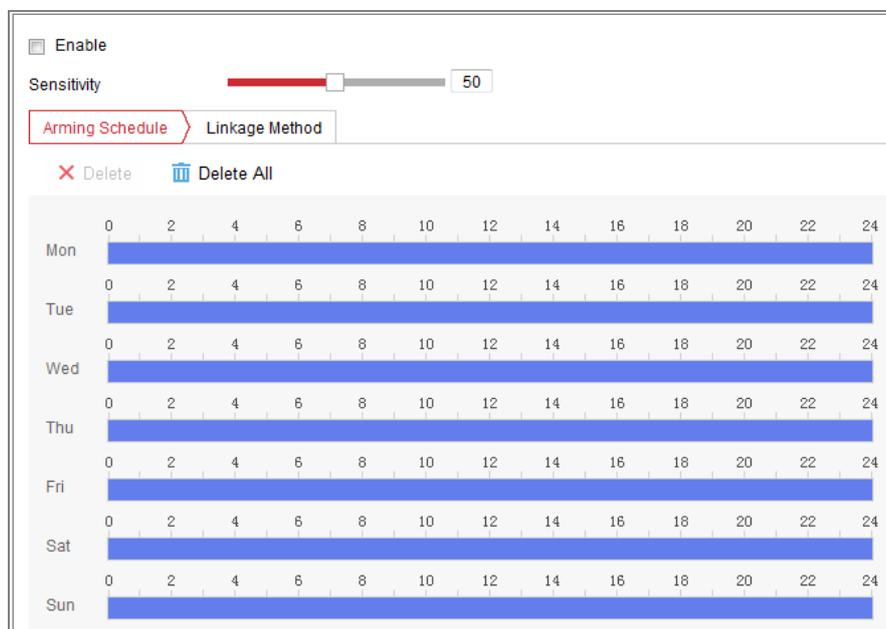 Enable
Sensitivity 50
Arming Schedule Linkage Method
Delete Delete All
0 2 4 6 8 10 12 14 16 18 20 22 24
Mon
0 2 4 6 8 10 12 14 16 18 20 22 24
Tue
0 2 4 6 8 10 12 14 16 18 20 22 24
Wed
0 2 4 6 8 10 12 14 16 18 20 22 24
Thu
0 2 4 6 8 10 12 14 16 18 20 22 24
Fri
0 2 4 6 8 10 12 14 16 18 20 22 24
Sat
0 2 4 6 8 10 12 14 16 18 20 22 24
Sun